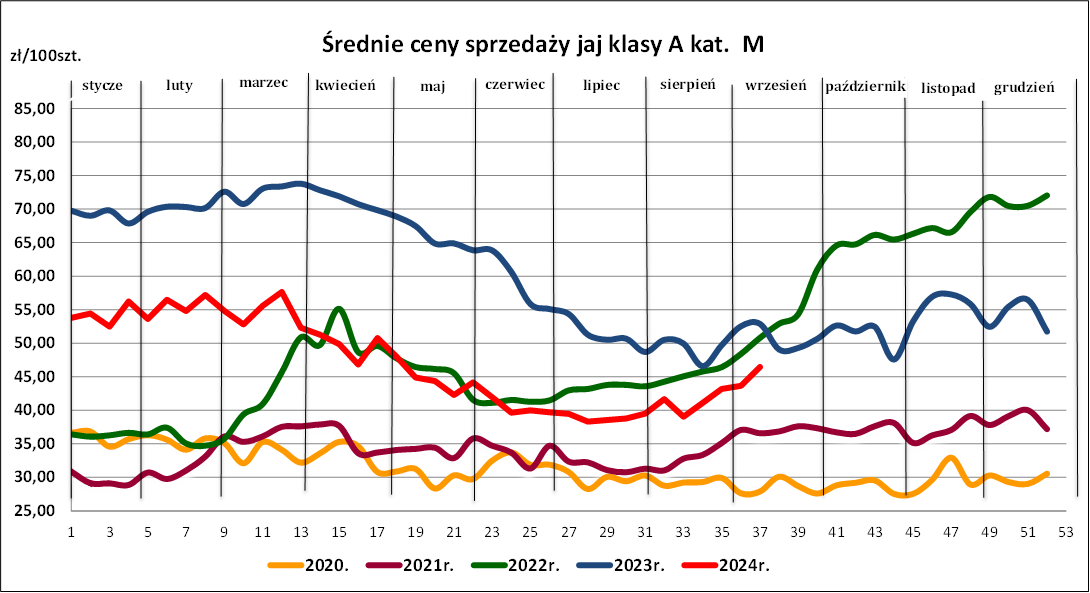 Średnie ceny sprzedaży jaj klasy A kat. M
zł/100szt.
stycze luty marzec kwiecień maj czerwiec lipiec sierpień wrzesień październik listopad grudzień
85,00
80,00
75,00
70,00
65,00
60,00
55,00
50,00
45,00
40,00
35,00
30,00
25,00
1 3 5 7 9 11 13 15 17 19 21 23 25 27 29 31 33 35 37 39 41 43 45 47 49 51 53
2020. 2021r. 2022r. 2023r. 2024r.